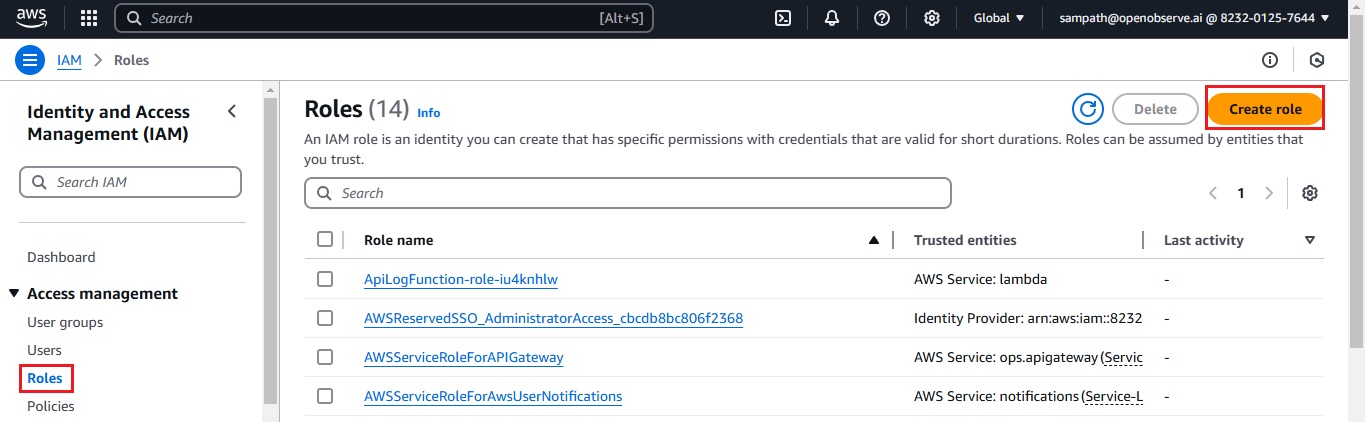 aws Search [Alt+S] Global sampath@openobserve.ai @ 8232-0125-7644
IAM > Roles
Identity and Access
Management (IAM)
Search IAM
Dashboard
Access management
User groups
Users
Roles
Policies
Roles (14) Info
Delete
Create role
An IAM role is an identity you can create that has specific permissions with credentials that are valid for short durations. Roles can be assumed by entities that
you trust.
Search
1
Role name Trusted entities Last activity
ApiLogFunction-role-iu4knhlw AWS Service: lambda -
AWSReservedSSO_AdministratorAccess_cbcdb8bc806f2368 Identity Provider: arn:aws:iam::8232 -
AWSServiceRoleForAPIGateway AWS Service: ops.apigateway (Servic -
AWSServiceRoleForAwsUserNotifications AWS Service: notifications (Service-L -